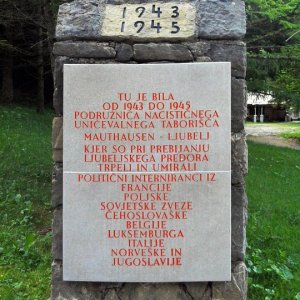 1943
1945
TU JE BILA
OD 1943 DO 1945
PODRUŽNICA NACISTIČNEGA
UNIČEVALNEGA TABORIŠČA
MAUTHAUSEN - LJUBELJ
KJER SO PRI PREBIJANJU
LJUBELJSKEGA PREDORA
TRPELI IN UMIRALI
POLITIČNI INTERNIRANCI IZ
FRANCIJE
POLJSKE
SOVJETSKE ZVEZE
ČEHOSLOVAŠKE
BELGIJE
LUKSEMBURGA
ITALIJE
NORVEŠKE IN
JUGOSLAVIJE